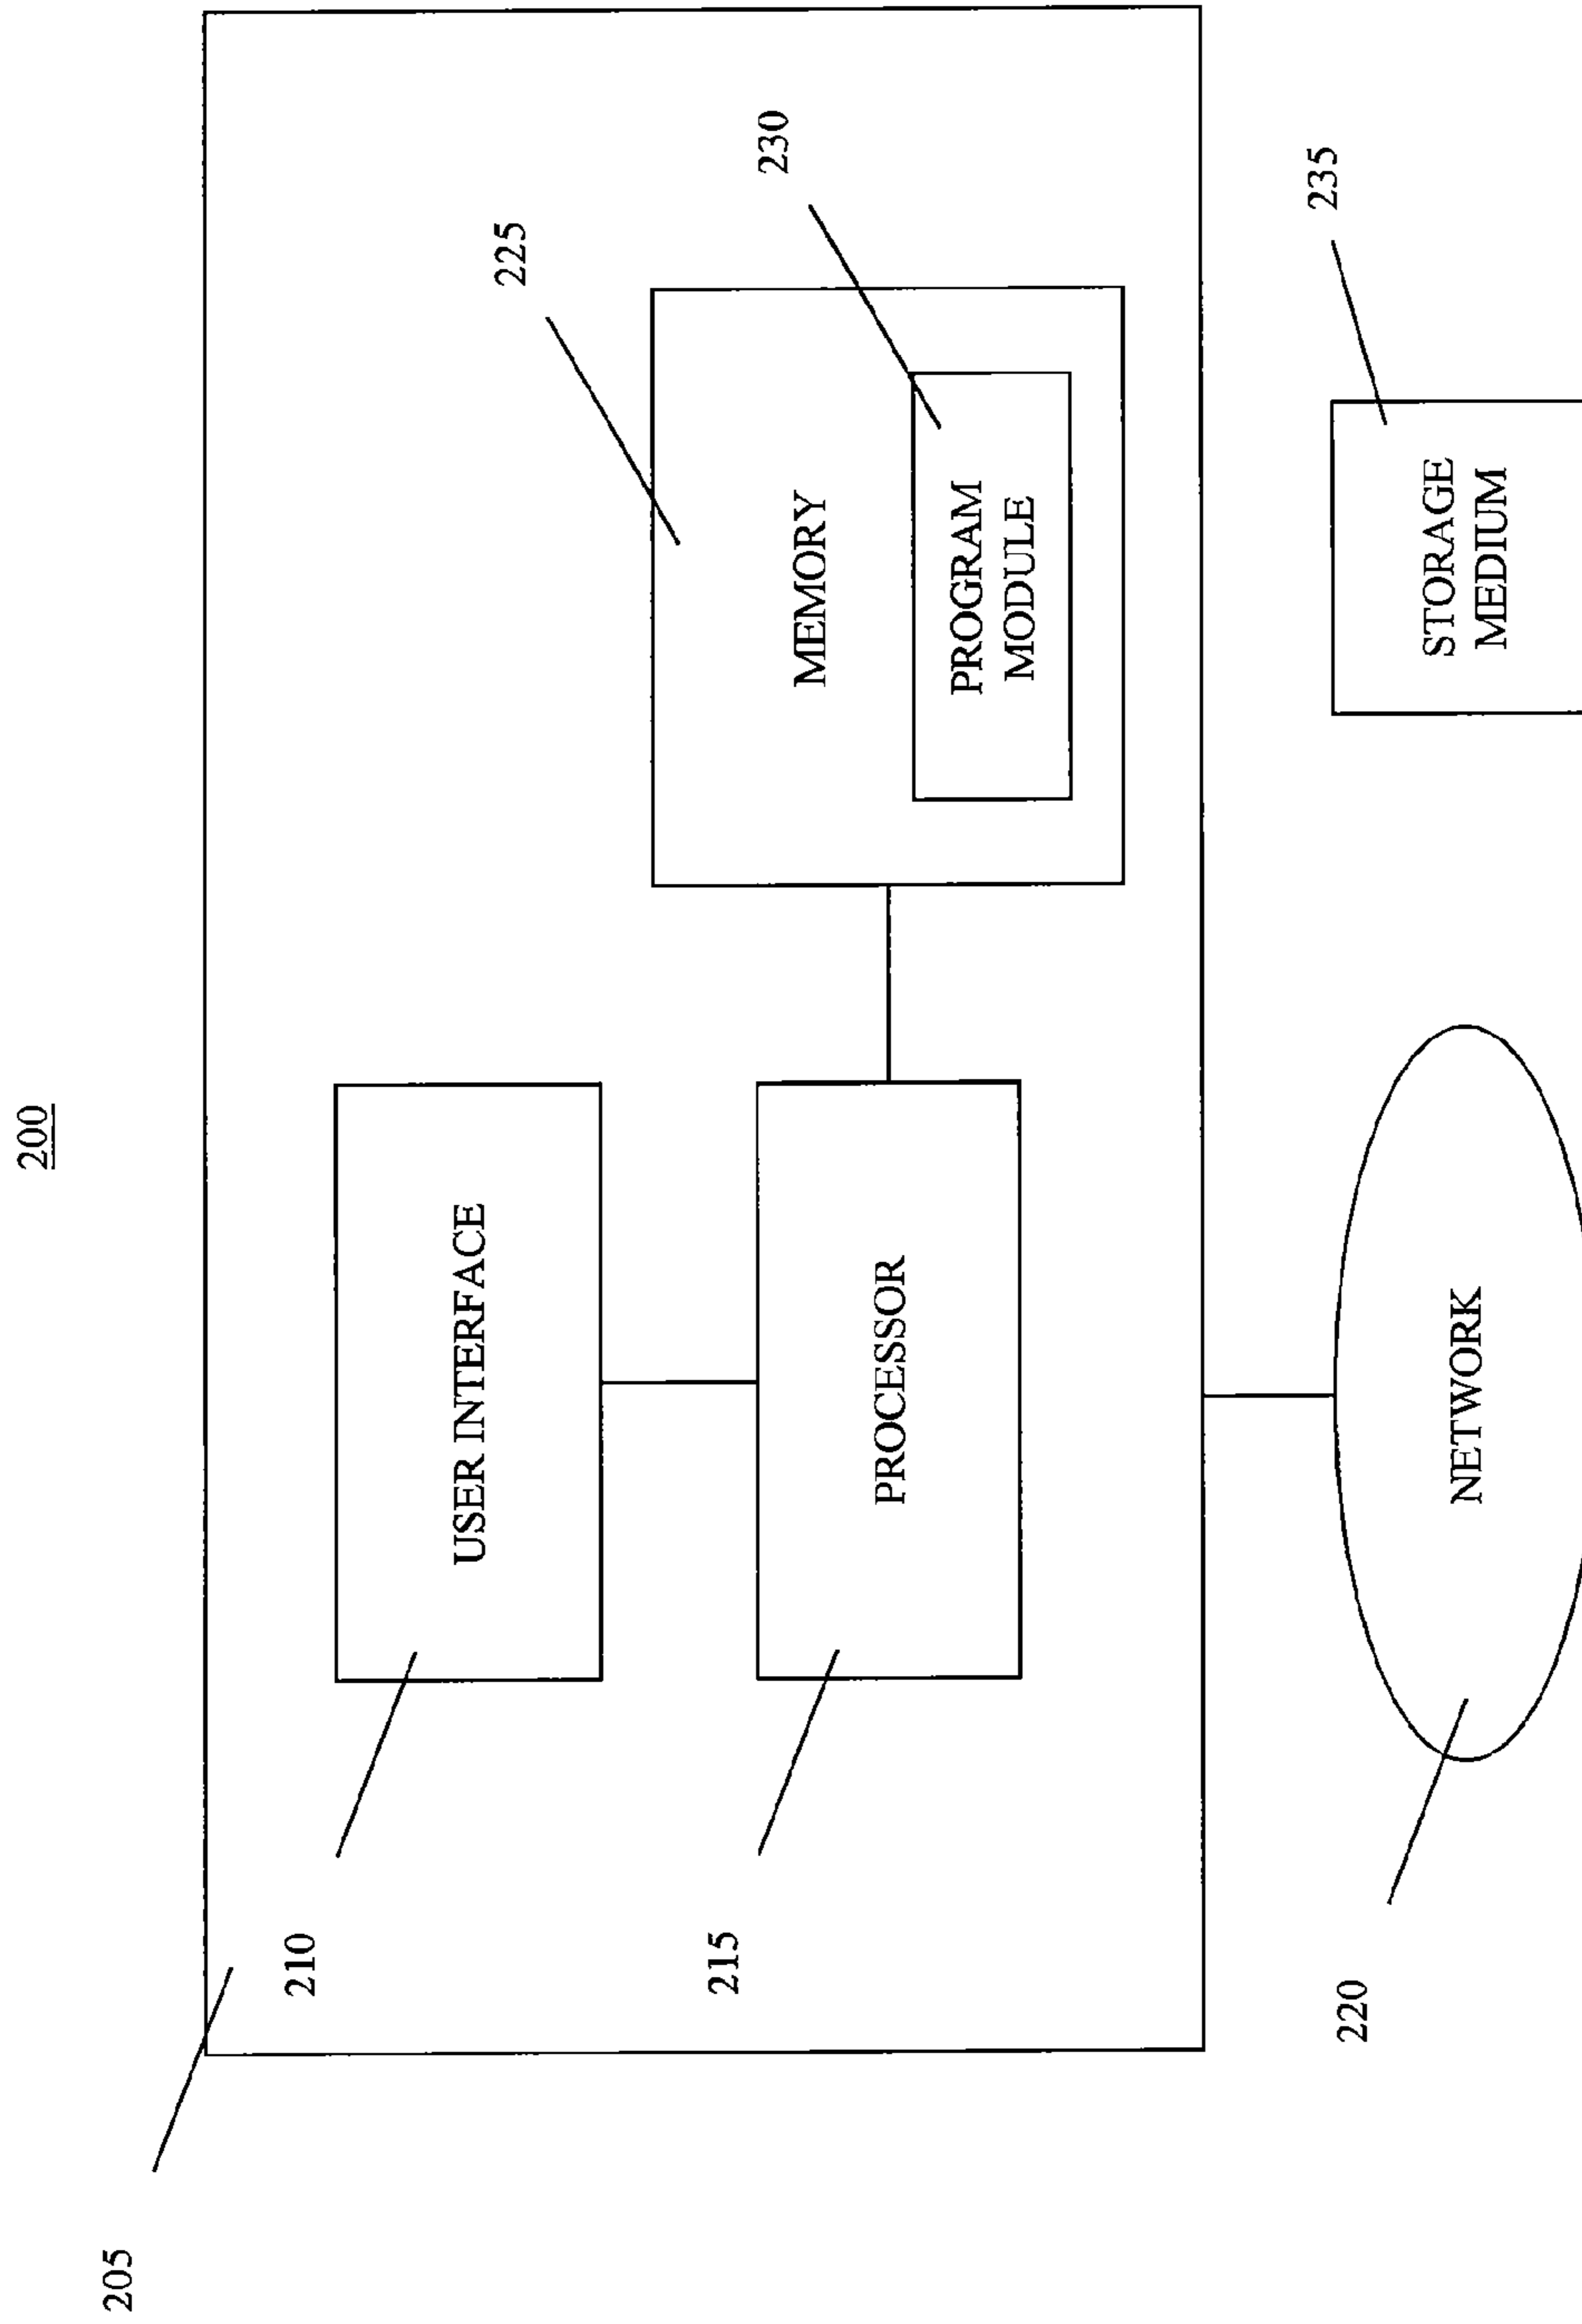 200
205
210
USER INTERFACE
225
215
PROCESSOR
MEMORY
230
PROGRAM
MODULE
220
NETWORK
235
STORAGE
MEDIUM